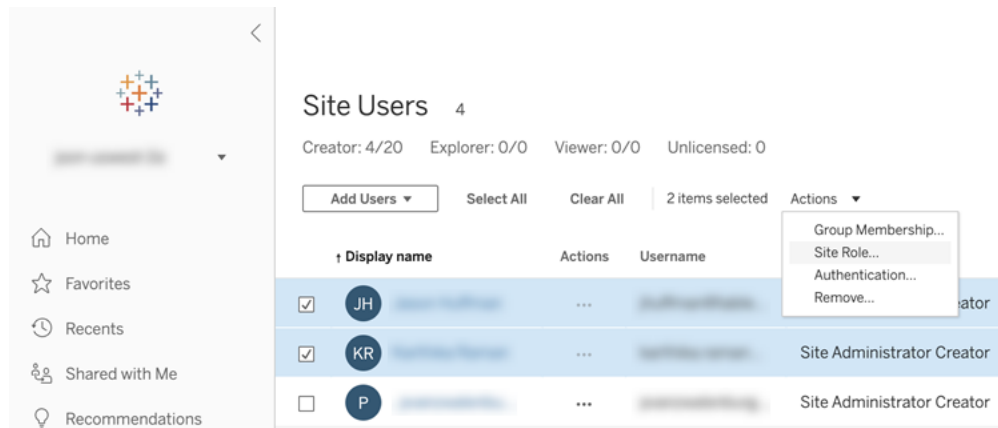 Site Users 4
Creator: 4/20 Explorer: 0/0 Viewer: 0/0 Unlicensed: 0
Add Users ▼ Select All Clear All 2 items selected Actions ▼
Group Membership...
Site Role...
Authentication...
Remove...
↑ Display name Actions Username
JH ... eator
KR ... Site Administrator Creator
P ... Site Administrator Creator
Home
Favorites
Recents
Shared with Me
Recommendations